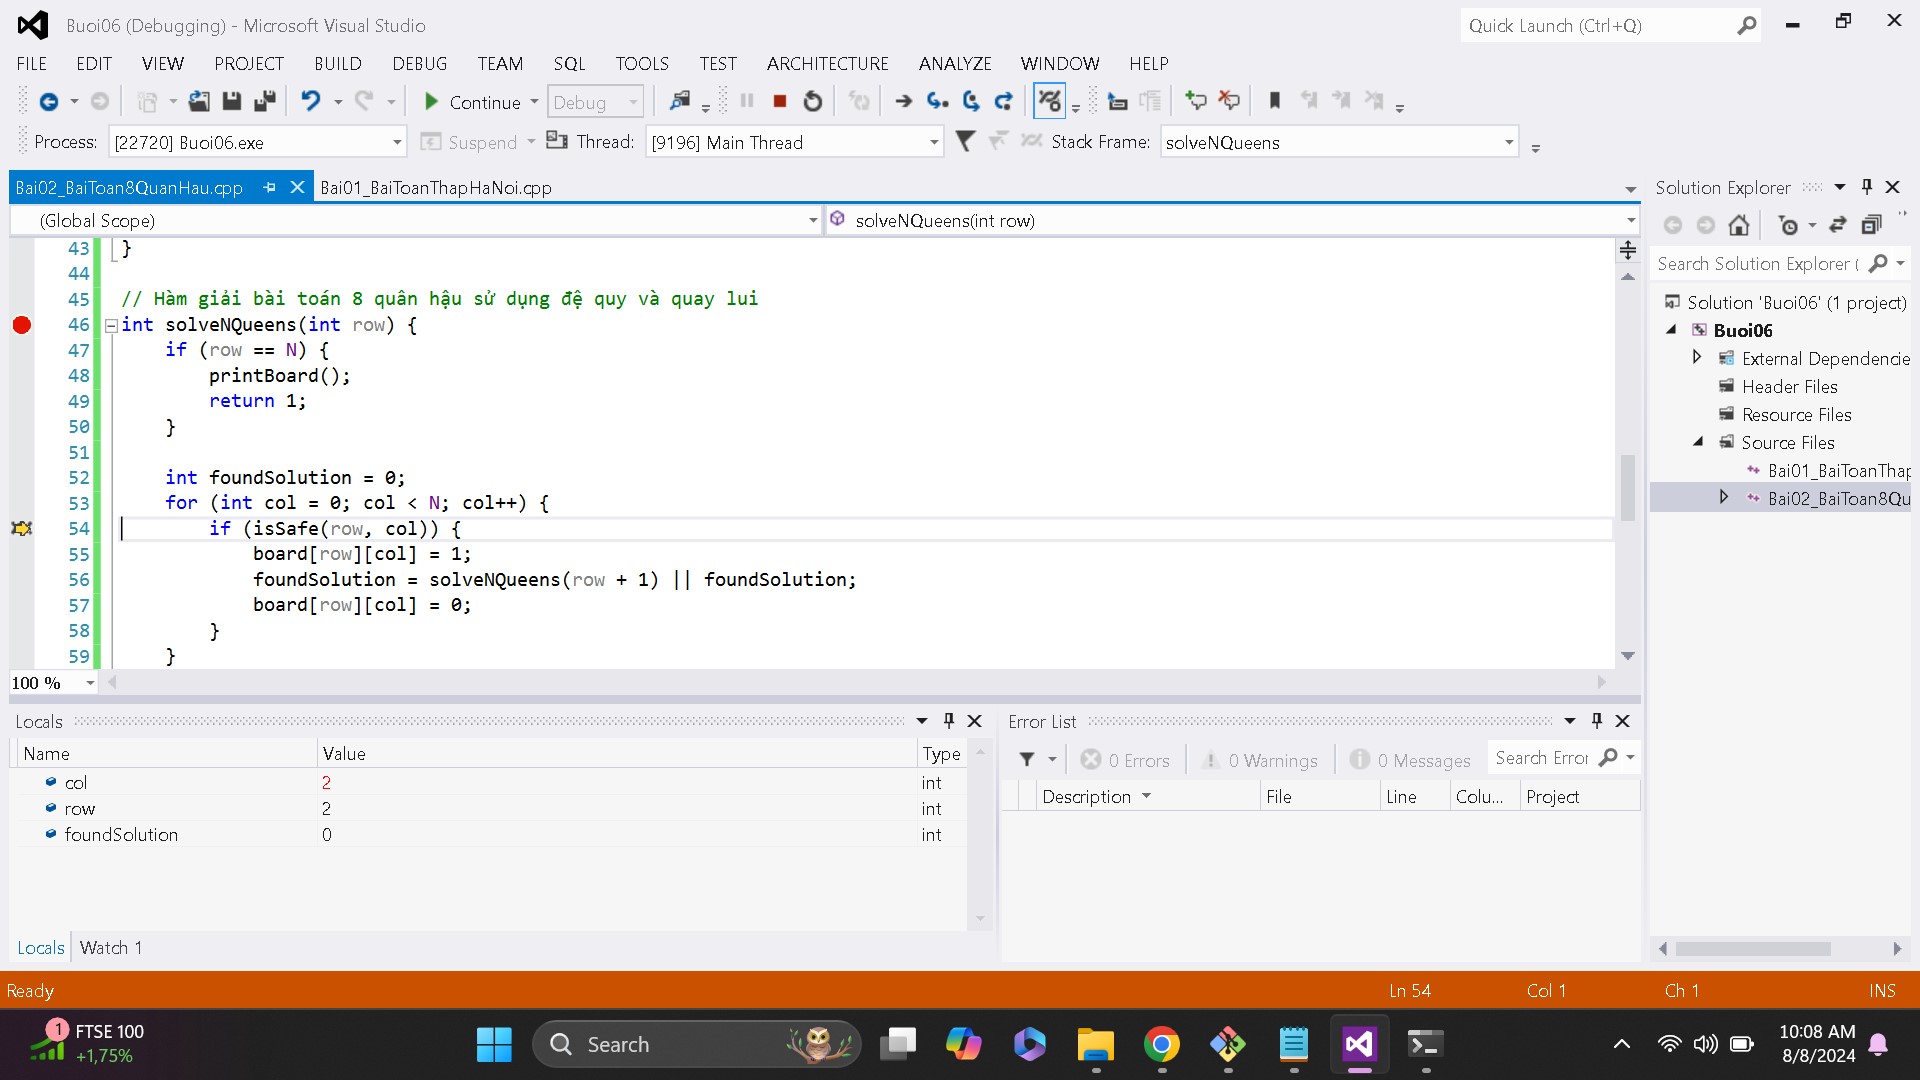 Buoi06 (Debugging) - Microsoft Visual Studio
Quick Launch (Ctrl+Q)
FILE EDIT VIEW PROJECT BUILD DEBUG TEAM SQL TOOLS TEST ARCHITECTURE ANALYZE WINDOW HELP
Continue Debug
Process: [22720] Buoi06.exe Suspend Thread: [9196] Main Thread Stack Frame: solveNQueens
Bai02_BaiToan8QuanHau.cpp Bai01_BaiToanThapHaNoi.cpp
(Global Scope) solveNQueens(int row)
43 }
44
45 // Hàm giải bài toán 8 quân hậu sử dụng đệ quy và quay lui
46 int solveNQueens(int row) {
47 if (row == N) {
48 printBoard();
49 return 1;
50 }
51
52 int foundSolution = 0;
53 for (int col = 0; col < N; col++) {
54 if (isSafe(row, col)) {
55 board[row][col] = 1;
56 foundSolution = solveNQueens(row + 1) || foundSolution;
57 board[row][col] = 0;
58 }
59 }
100 %
Solution Explorer
Search Solution Explorer (
Solution 'Buoi06' (1 project)
Buoi06
External Dependencie
Header Files
Resource Files
Source Files
Bai01_BaiToanThap
Bai02_BaiToan8Qu
Locals
Name Value Type
col 2 int
row 2 int
foundSolution 0 int
Locals Watch 1
Error List
0 Errors 0 Warnings 0 Messages Search Error
Description File Line Colu... Project
Ready Ln 54 Col 1 Ch 1 INS
1 FTSE 100
+1,75%
Search
10:08 AM
8/8/2024